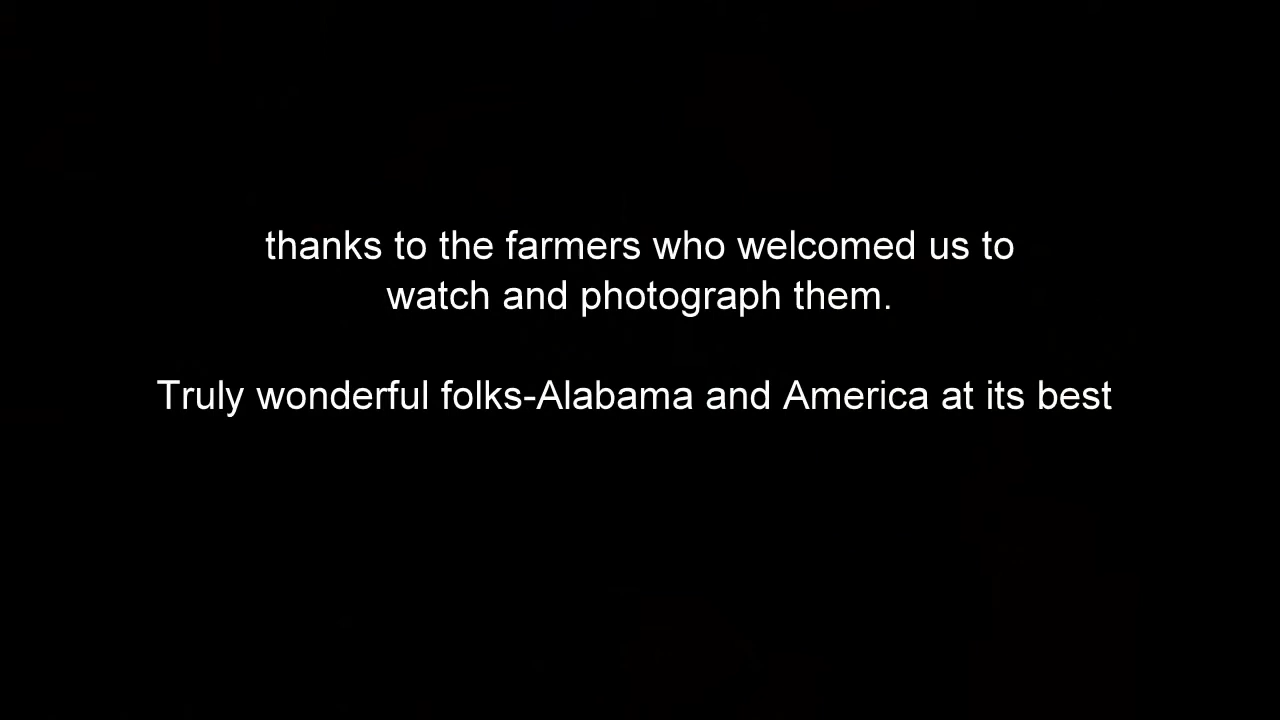 thanks to the farmers who welcomed us to
watch and photograph them.
Truly wonderful folks-Alabama and America at its best